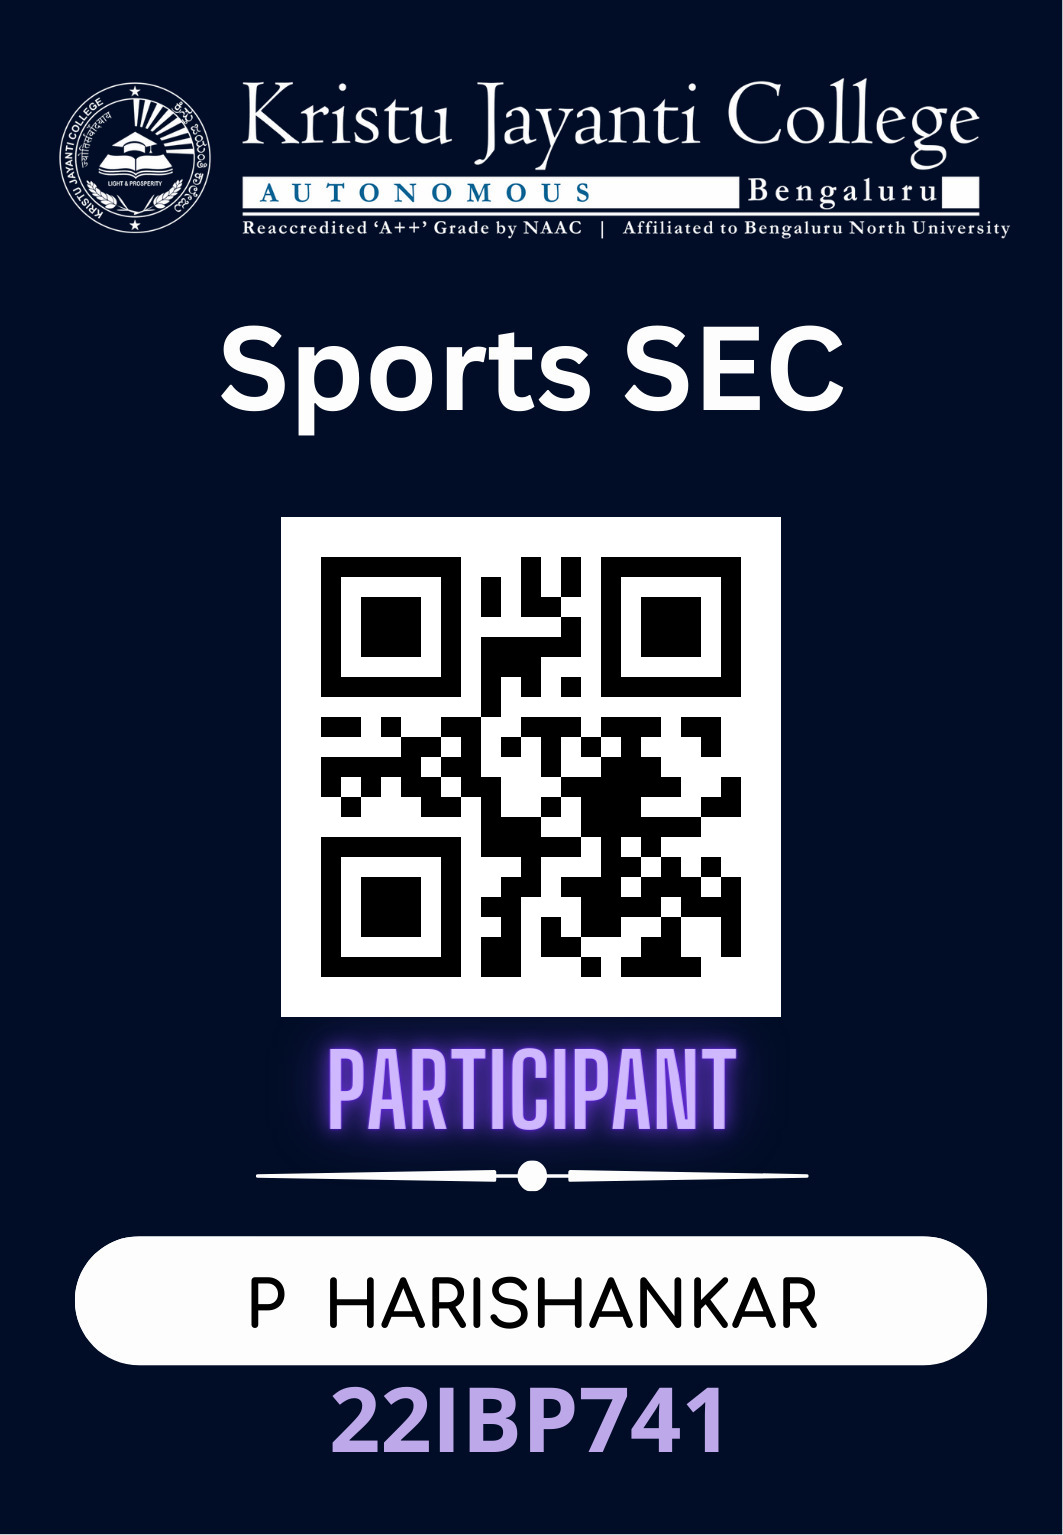 KRISTU JAYANTI COLLEGE
ज्योतिसंवादयाय
LIGHT & PROSPERITY
Kristu Jayanti College
AUTONOMOUS Bengaluru
Reaccredited ‘A++’ Grade by NAAC | Affiliated to Bengaluru North University
Sports SEC
PARTICIPANT
P HARISHANKAR
22IBP741